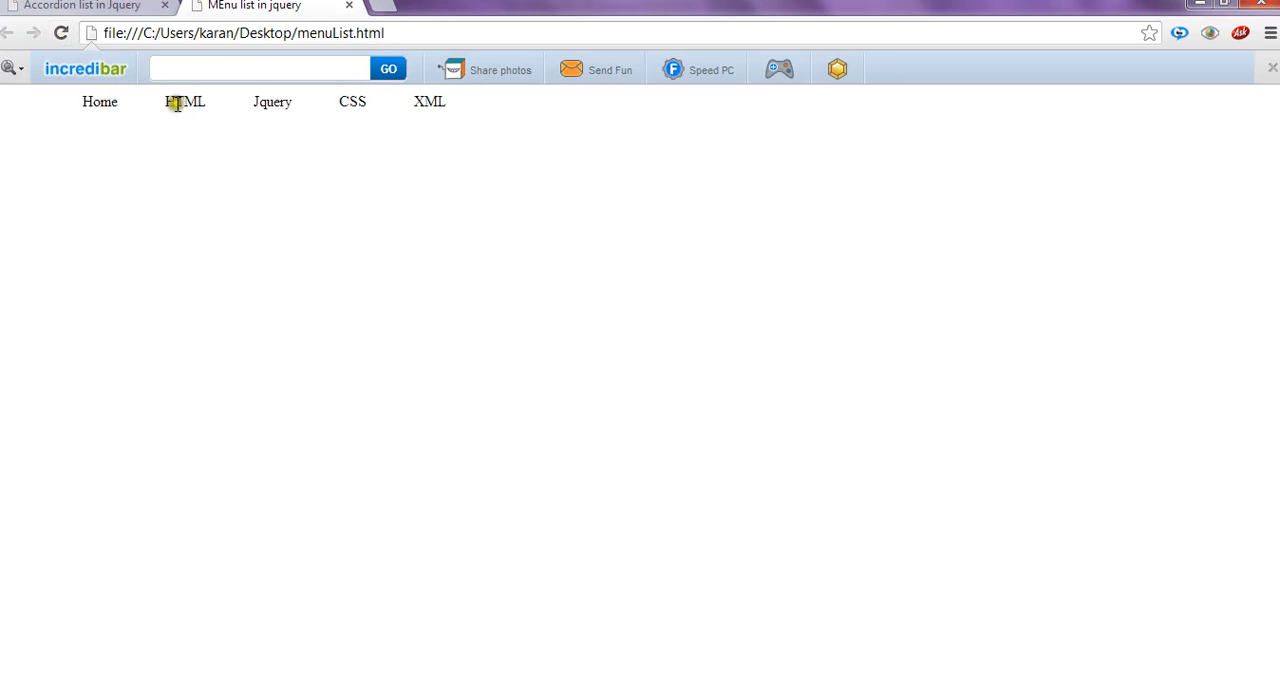 Accordion list in Jquery MEnu list in jquery
file:///C:/Users/karan/Desktop/menuList.html Ask
incredibar GO Share photos Send Fun F Speed PC
Home HTML Jquery CSS XML